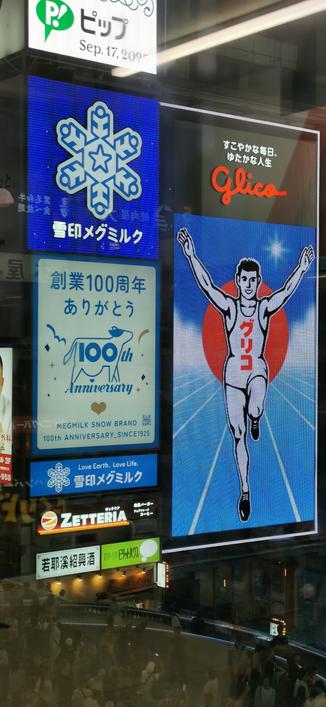 ピップ
Sep. 17, 202
雪印メグミルク
創業100周年
ありがとう
100th
Anniversary
MEGMILK SNOW BRAND
100th ANNIVERSARY, SINCE1925
Love Earth. Love Life.
雪印メグミルク
ZETTERIA
若耶溪紹興酒
すこやかな毎日、
ゆたかな人生
Glico
グリコ